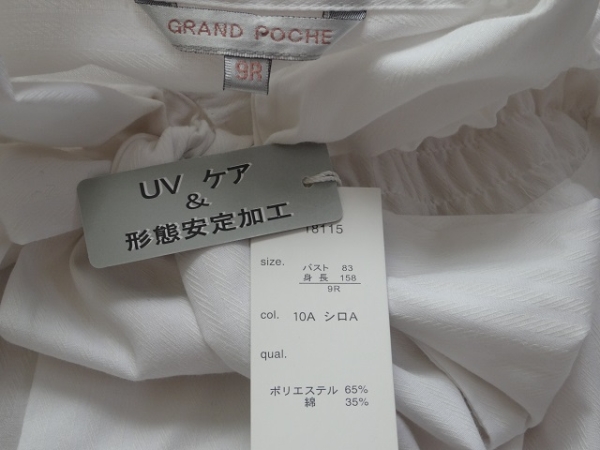 GRAND POCHE
9R
UV ケア
&
形態安定加工
18115
size.
バスト 83
身長 158
9R
col. 10A シロA
qual.
ポリエステル 65%
綿 35%